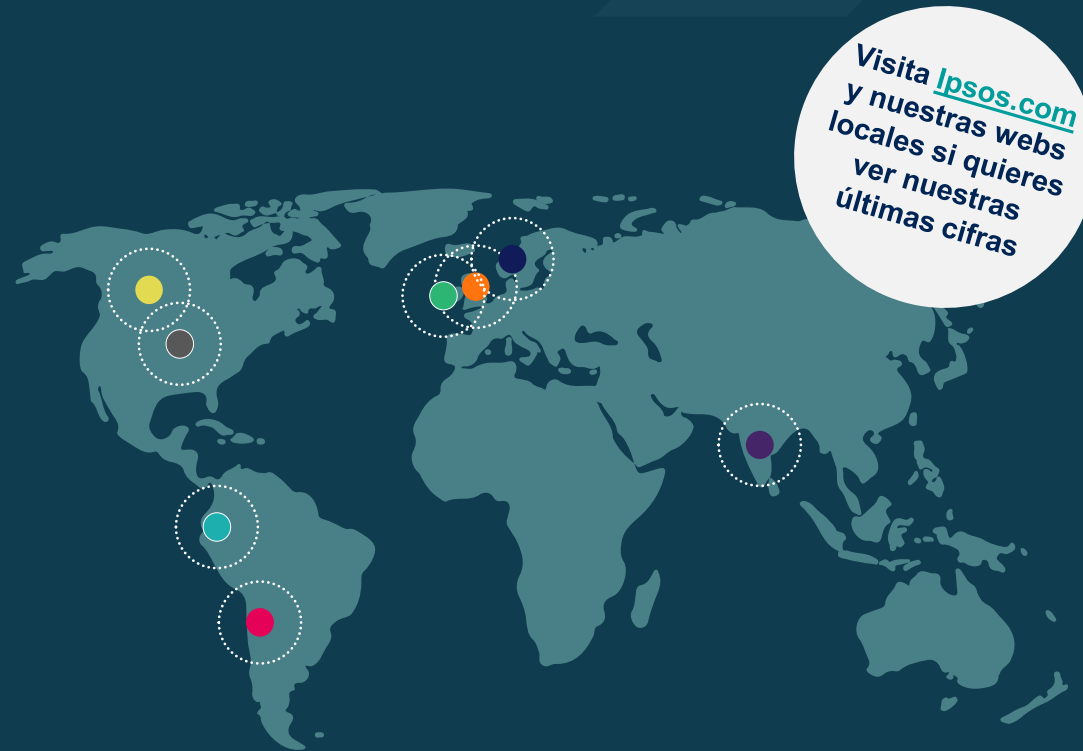 Visita Ipsos.com
y nuestras webs
locales si quieres
ver nuestras
últimas cifras